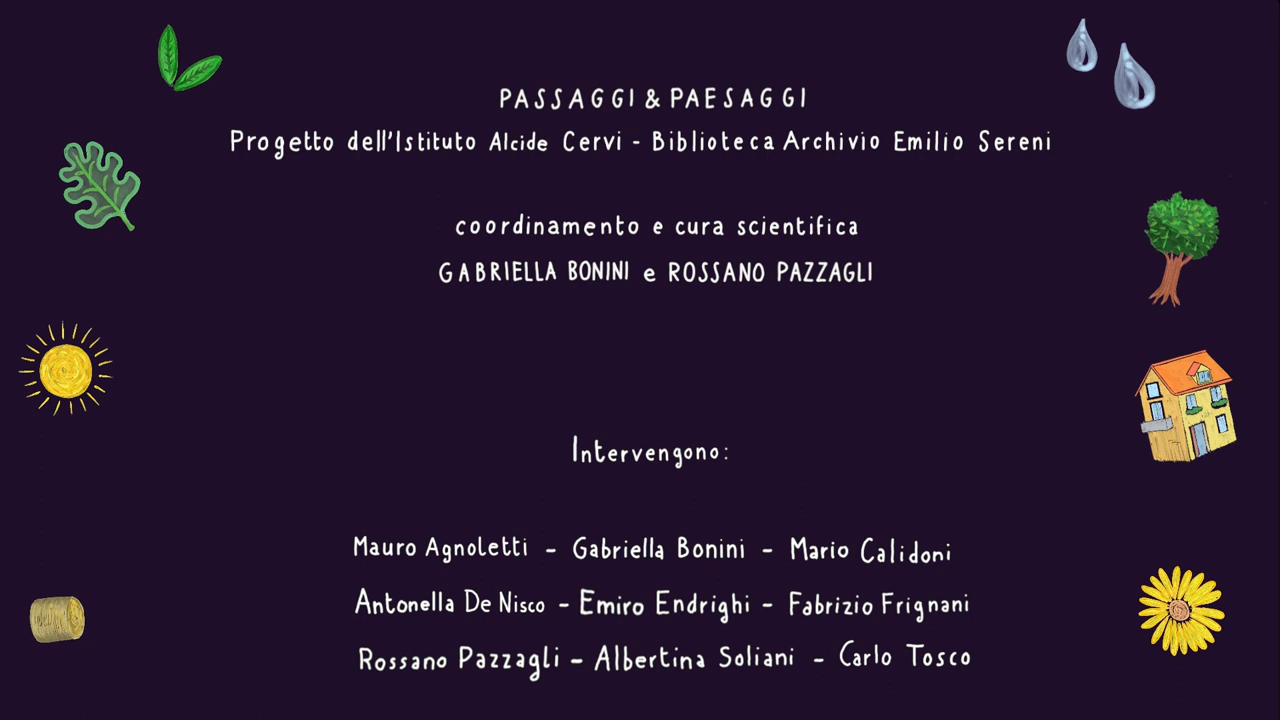 PASSAGGI & PAESAGGI
Progetto dell'Istituto Alcide Cervi - Biblioteca Archivio Emilio Sereni
coordinamento e cura scientifica
GABRIELLA BONINI e ROSSANO PAZZAGLI
Intervengono:
Mauro Agnoletti - Gabriella Bonini - Mario Calidoni
Antonella De Nisco - Emiro Endrighi - Fabrizio Frignani
Rossano Pazzagli - Albertina Soliani - Carlo Tosco